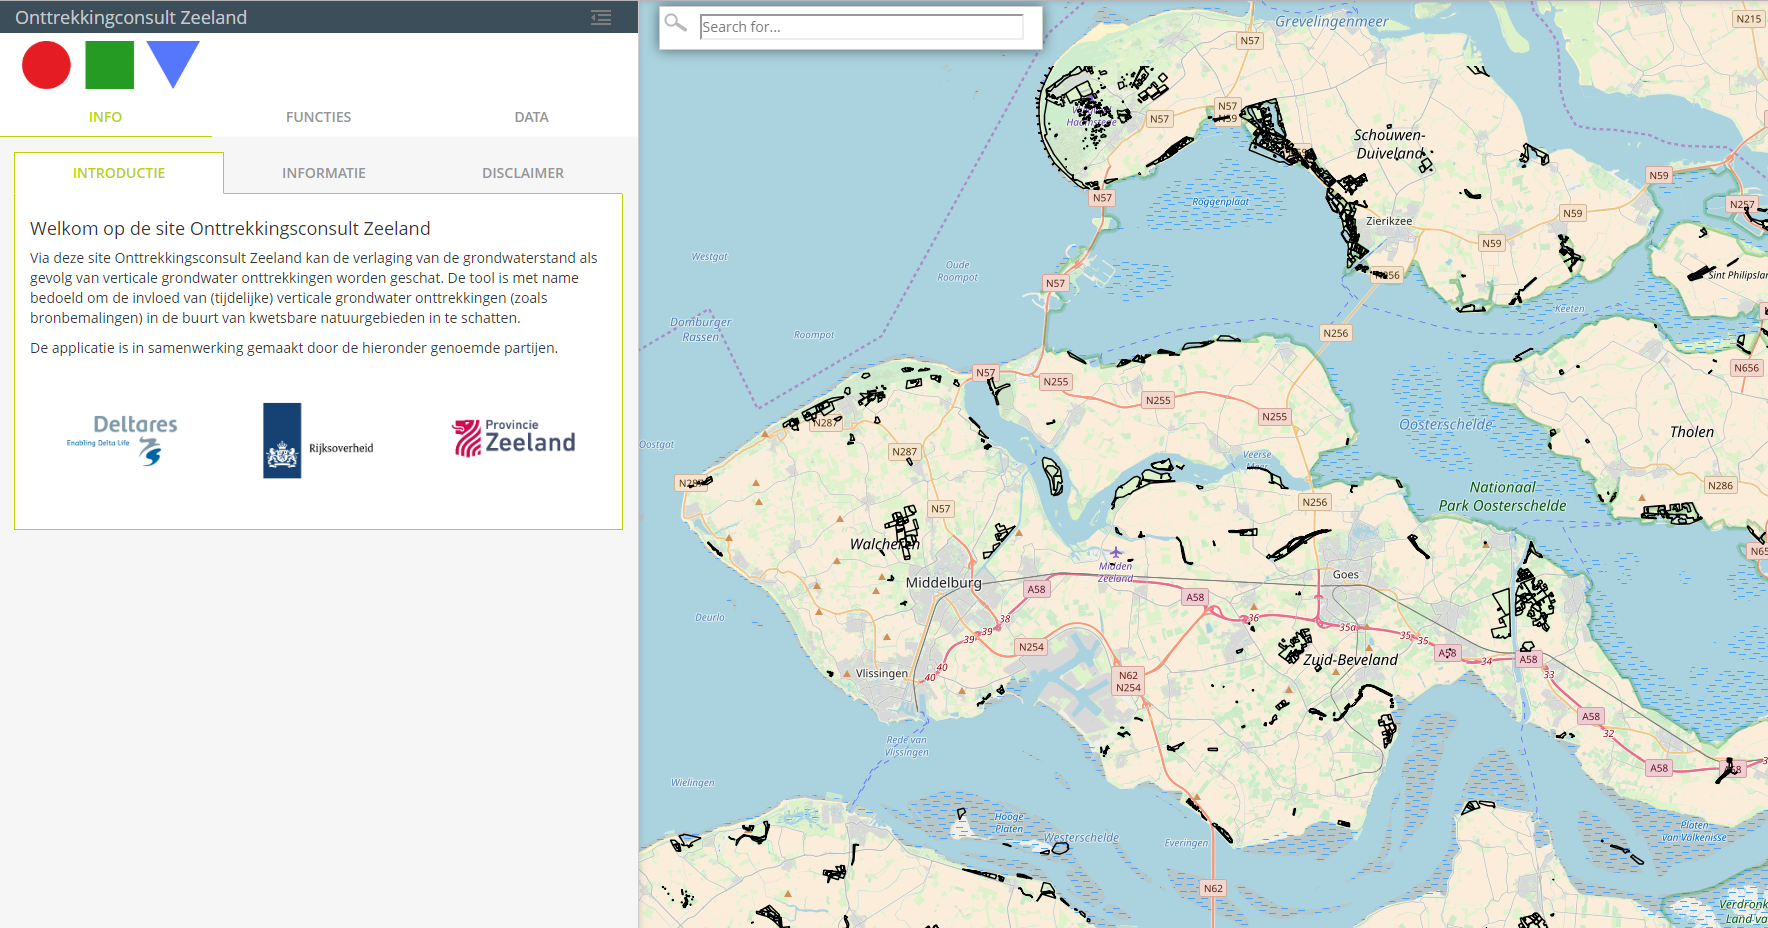 Onttrekkingconsult Zeeland
INFO
FUNCTIES
DATA
INTRODUCTIE
INFORMATIE
DISCLAIMER
Welkom op de site Onttrekkingsconsult Zeeland
Via deze site Onttrekkingsconsult Zeeland kan de verlaging van de grondwaterstand als
gevolg van verticale grondwater onttrekkingen worden geschat. De tool is met name
bedoeld om de invloed van (tijdelijke) verticale grondwater onttrekkingen (zoals
bronbemalingen) in de buurt van kwetsbare natuurgebieden in te schatten.
De applicatie is in samenwerking gemaakt door de hieronder genoemde partijen.
Deltares
Enabling Delta Life
Rijksoverheid
Provincie
Zeeland
Search for...
Grevelingenmeer
N215
N57
N57
N59
N57
Haamstede
Schouwen-
Duiveland
N59
N57
Roggenplaat
N257
Zierikzee
N59
N59
Westgat
Oude
Roompot
N57
N256
Sint Philipsland
Keeten
Domburger
Rassen
Roompot
N256
N57
N255
N656
N255
N255
N287
Oosterschelde
Tholen
Oostgat
N287
Veerse
Meer
N286
Nationaal
Park Oosterschelde
N256
N57
Walcheren
Midden
Zeeland
Goes
Middelburg
A58
A58
Deurlo
38
39
39
36
35a
35
35
N254
A58
34
A58
Zuid-Beveland
40
40
33
Vlissingen
N62
N254
A58
32
Rede van
Vlissingen
A58
A58
Wielingen
Hooge
Platen
Westerschelde
Everingen
Platen
van Valkenisse
N62
Verdronk
Land va